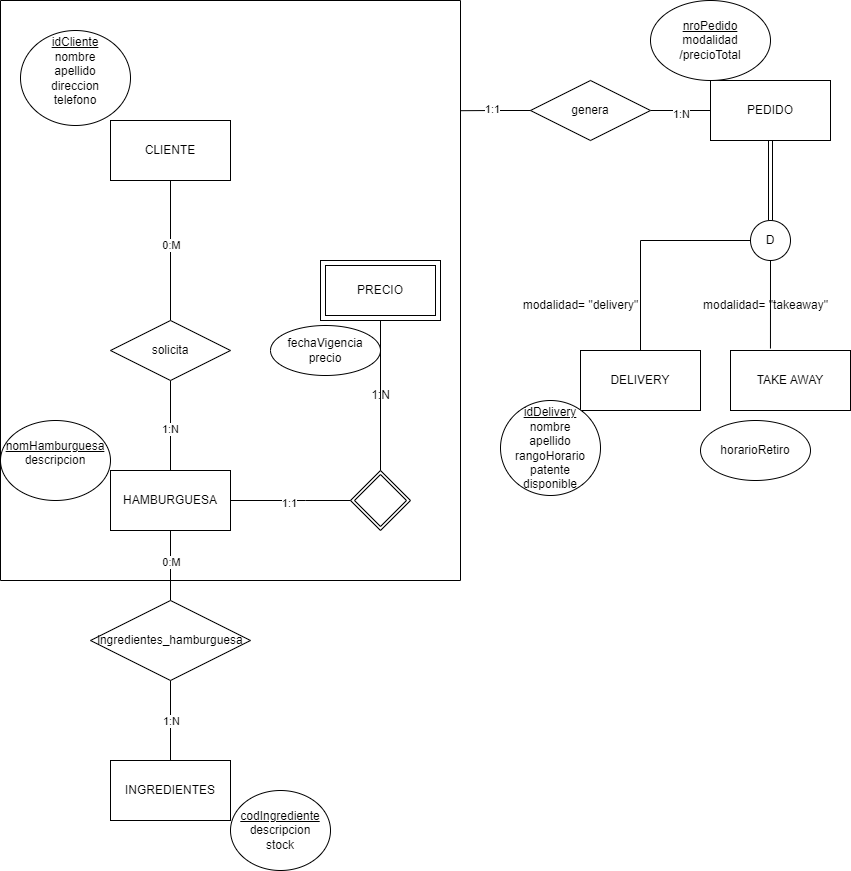 idCliente
nombre
apellido
direccion
telefono
CLIENTE
0:M
solicita
1:N
nomHamburguesa
descripcion
HAMBURGUESA
1:1
PRECIO
fechaVigencia
precio
1:N
0:M
Ingredientes_hamburguesa
1:N
INGREDIENTES
codIngrediente
descripcion
stock
1:1
genera
1:N
nroPedido
modalidad
/precioTotal
PEDIDO
D
modalidad= "delivery"
modalidad= "takeaway"
DELIVERY
TAKE AWAY
idDelivery
nombre
apellido
rangoHorario
patente
disponible
horarioRetiro